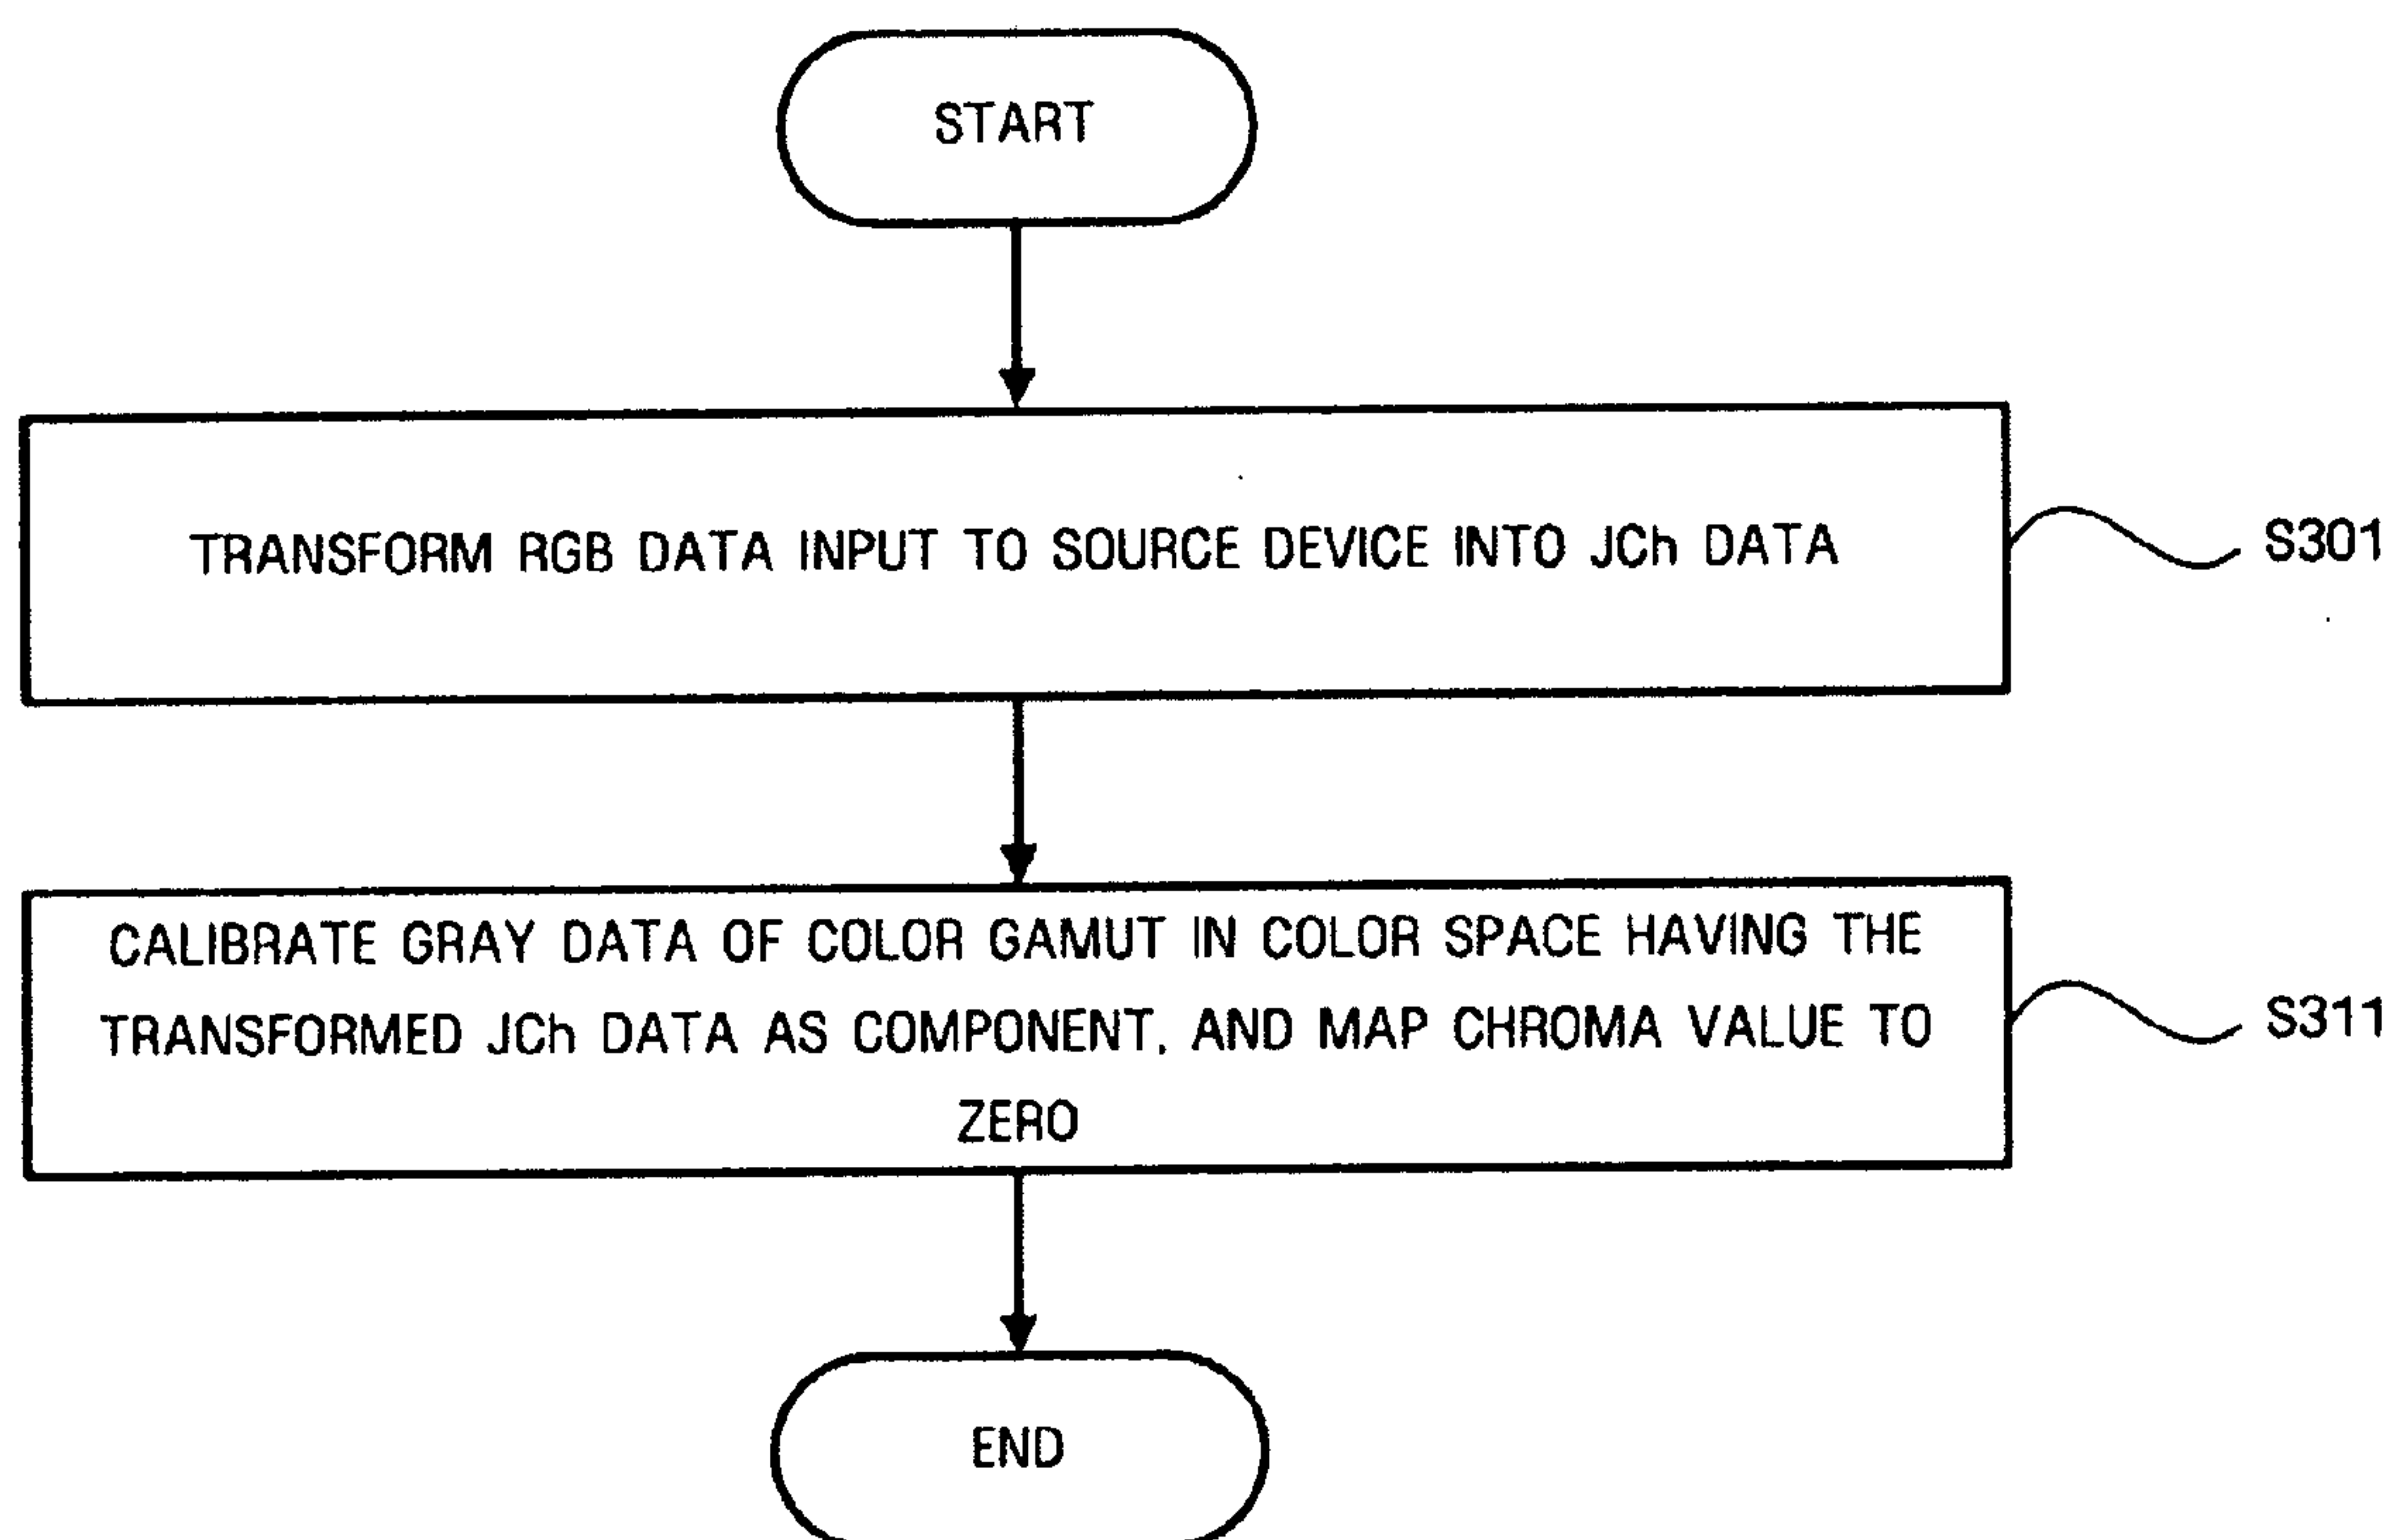 START
TRANSFORM RGB DATA INPUT TO SOURCE DEVICE INTO JCh DATA
S301
CALIBRATE GRAY DATA OF COLOR GAMUT IN COLOR SPACE HAVING THE
TRANSFORMED JCh DATA AS COMPONENT, AND MAP CHROMA VALUE TO
ZERO
S311
END